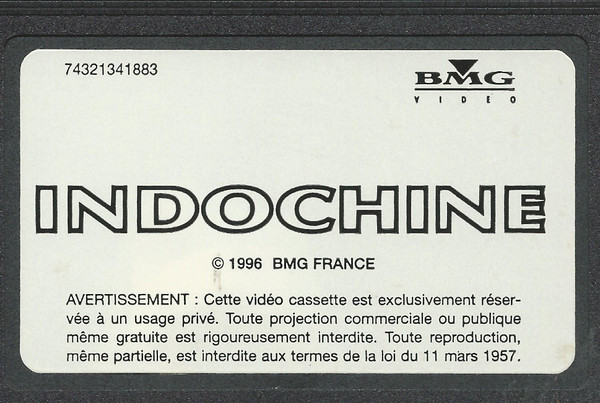 74321341883
BMG
VIDEO
INDOCHINE
© 1996 BMG FRANCE
AVERTISSEMENT : Cette vidéo cassette est exclusivement réser-
vée à un usage privé. Toute projection commerciale ou publique
même gratuite est rigoureusement interdite. Toute reproduction,
même partielle, est interdite aux termes de la loi du 11 mars 1957.